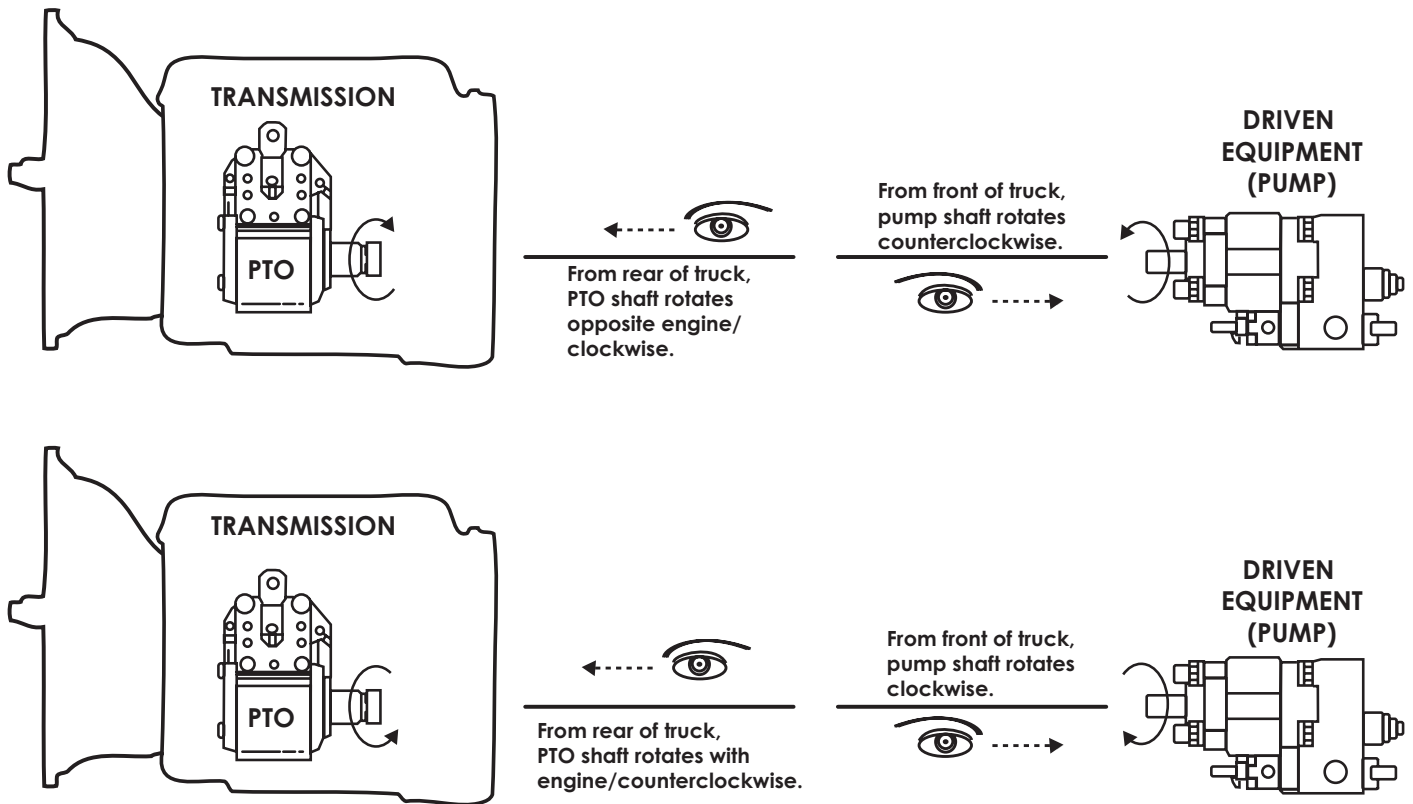 TRANSMISSION
PTO
From rear of truck,
PTO shaft rotates
opposite engine/
clockwise.
From front of truck,
pump shaft rotates
counterclockwise.
DRIVEN
EQUIPMENT
(PUMP)
TRANSMISSION
PTO
From rear of truck,
PTO shaft rotates with
engine/counterclockwise.
From front of truck,
pump shaft rotates
clockwise.
DRIVEN
EQUIPMENT
(PUMP)